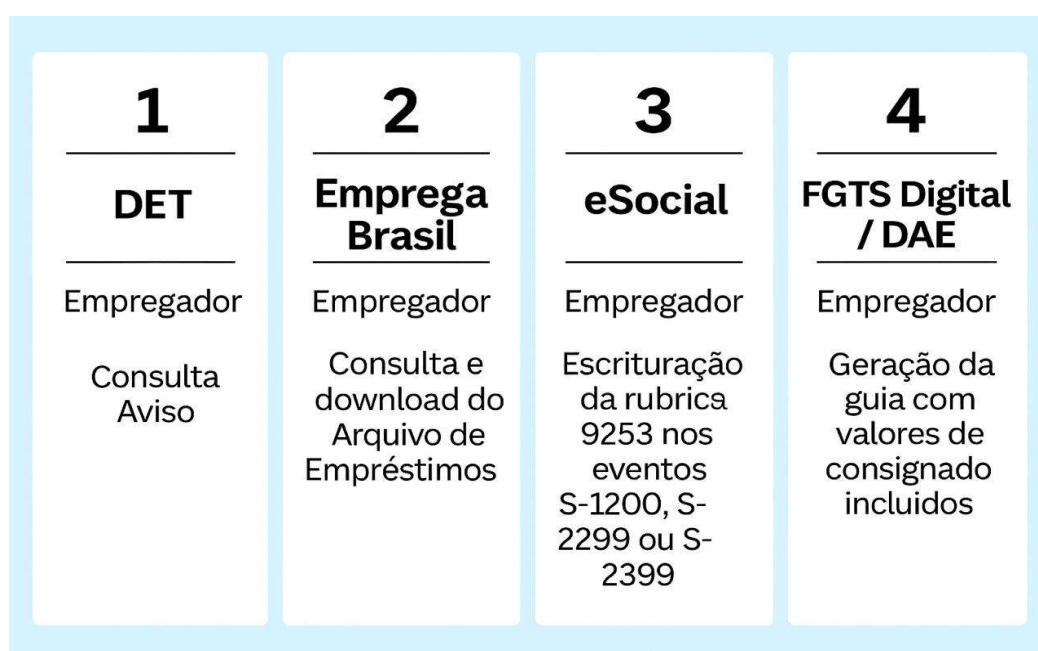 1
DET
Empregador
Consulta
Aviso
2
Emprega
Brasil
Empregador
Consulta e
download do
Arquivo de
Empréstimos
3
eSocial
Empregador
Escrituração
da rubrica
9253 nos
eventos
S-1200, S-
2299 ou S-
2399
4
FGTS Digital
/ DAE
Empregador
Geração da
guia com
valores de
consignado
incluidos